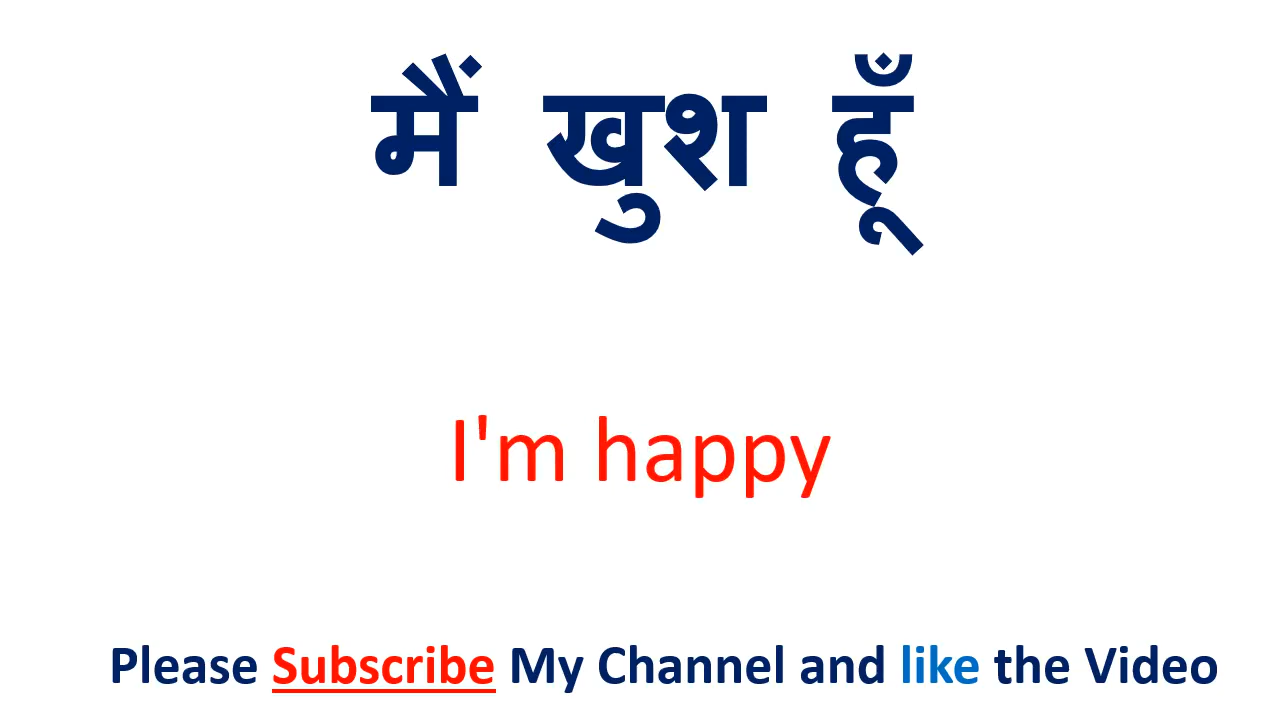 मैं खुश हूँ
I'm happy
Please Subscribe My Channel and like the Video